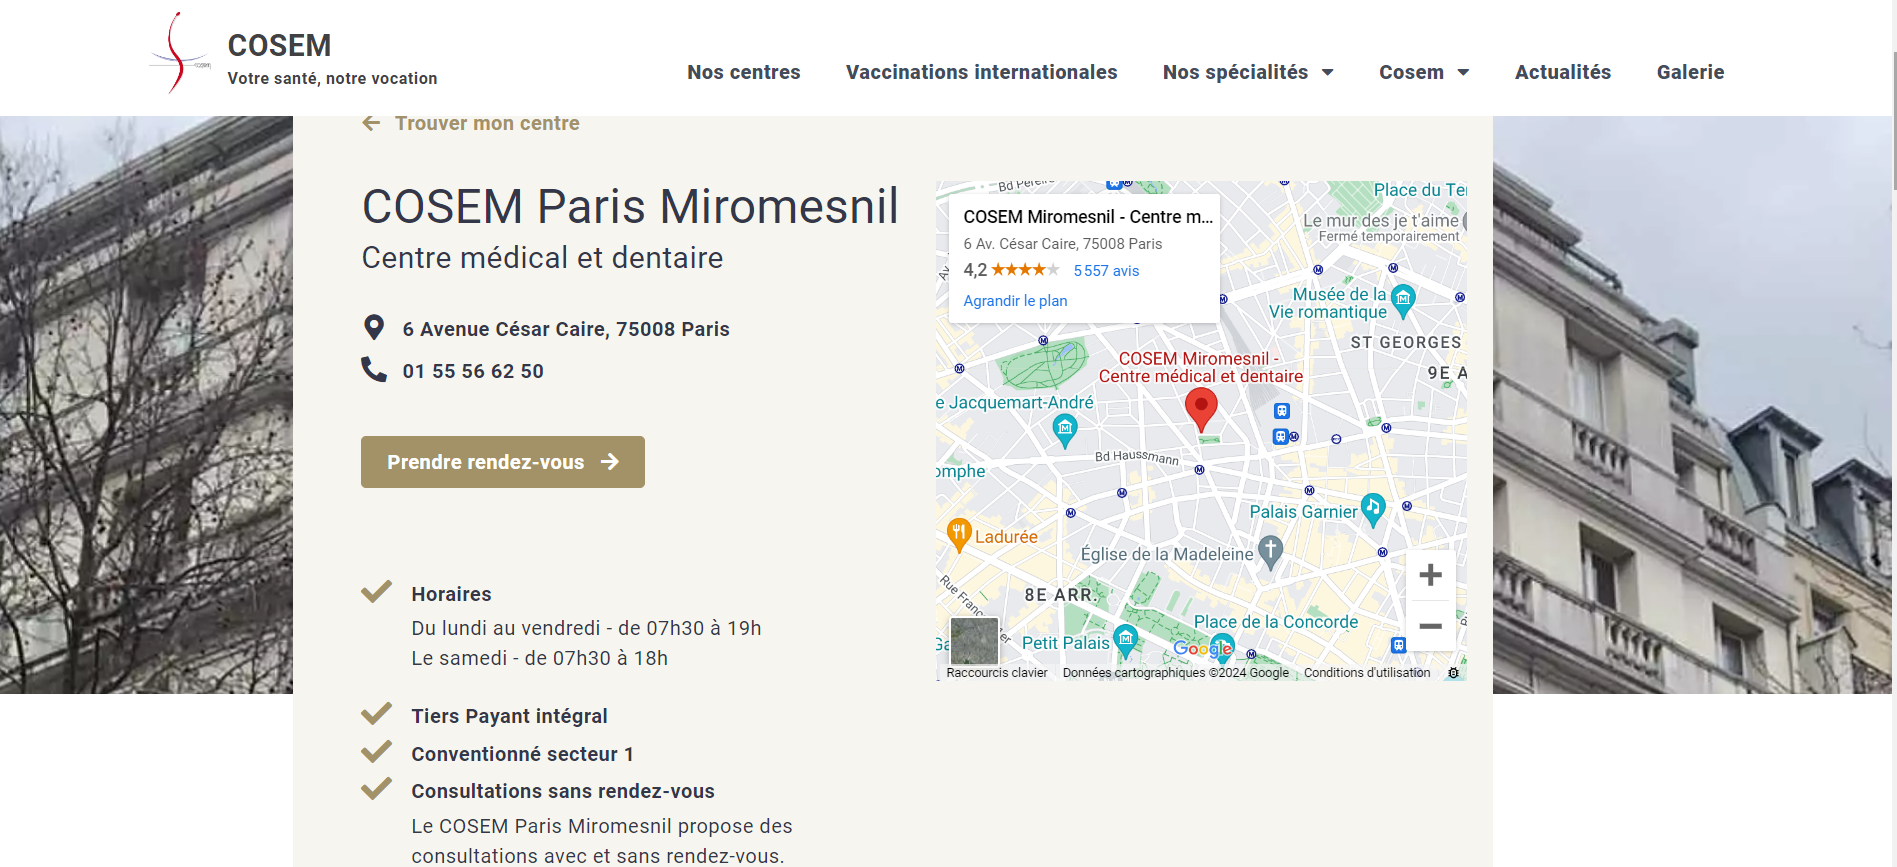 COSEM
Votre santé, notre vocation
Nos centres
Vaccinations internationales
Nos spécialités
Cosem
Actualités
Galerie
Trouver mon centre
COSEM Paris Miromesnil
Centre médical et dentaire
6 Avenue César Caire, 75008 Paris
01 55 56 62 50
Prendre rendez-vous
Horaires
Du lundi au vendredi - de 07h30 à 19h
Le samedi - de 07h30 à 18h
Tiers Payant intégral
Conventionné secteur 1
Consultations sans rendez-vous
Le COSEM Paris Miromesnil propose des
consultations avec et sans rendez-vous.
COSEM Miromesnil - Centre m...
6 Av. César Caire, 75008 Paris
4,2
5 557 avis
Agrandir le plan
Bd Pereire
Place du Ter
Le mur des je t'aime
Fermé temporairement
Musée de la
Vie romantique
ST GEORGES
9E A
COSEM Miromesnil -
Centre médical et dentaire
e Jacquemart-André
Bd Haussmann
omphe
Palais Garnier
Ladurée
Église de la Madeleine
Rue Franç
8E ARR.
Place de la Concorde
Petit Palais
Google
Raccourcis clavier
Données cartographiques ©2024 Google
Conditions d'utilisation